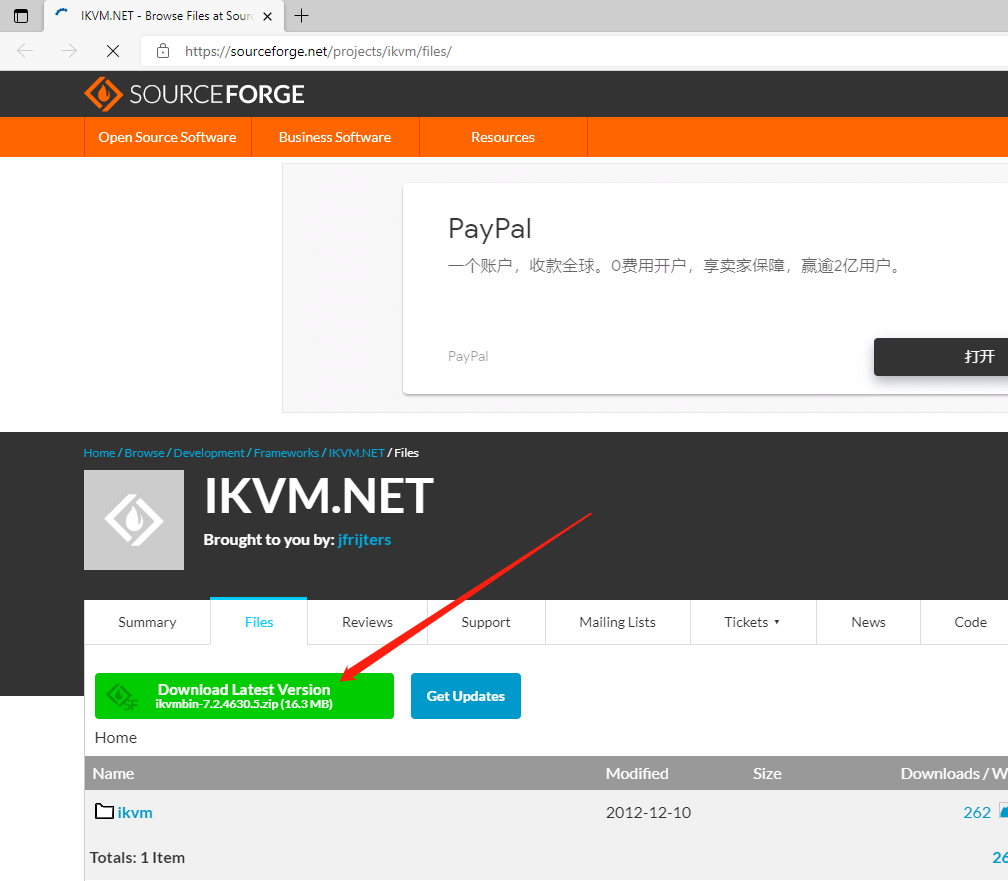 IKVM.NET - Browse Files at Sour
https://sourceforge.net/projects/ikvm/files/
SOURCEFORGE
Open Source Software Business Software Resources
PayPal
一个账户，收款全球。0费用开户，享卖家保障，赢逾2亿用户。
PayPal 打开
Home / Browse / Development / Frameworks / IKVM.NET / Files
IKVM.NET
Brought to you by: jfrijters
Summary Files Reviews Support Mailing Lists Tickets News Code
SF Download Latest Version
ikvmbin-7.2.4630.5.zip (16.3 MB)
Get Updates
Home
Name Modified Size Downloads / W
ikvm 2012-12-10 262
Totals: 1 Item 26